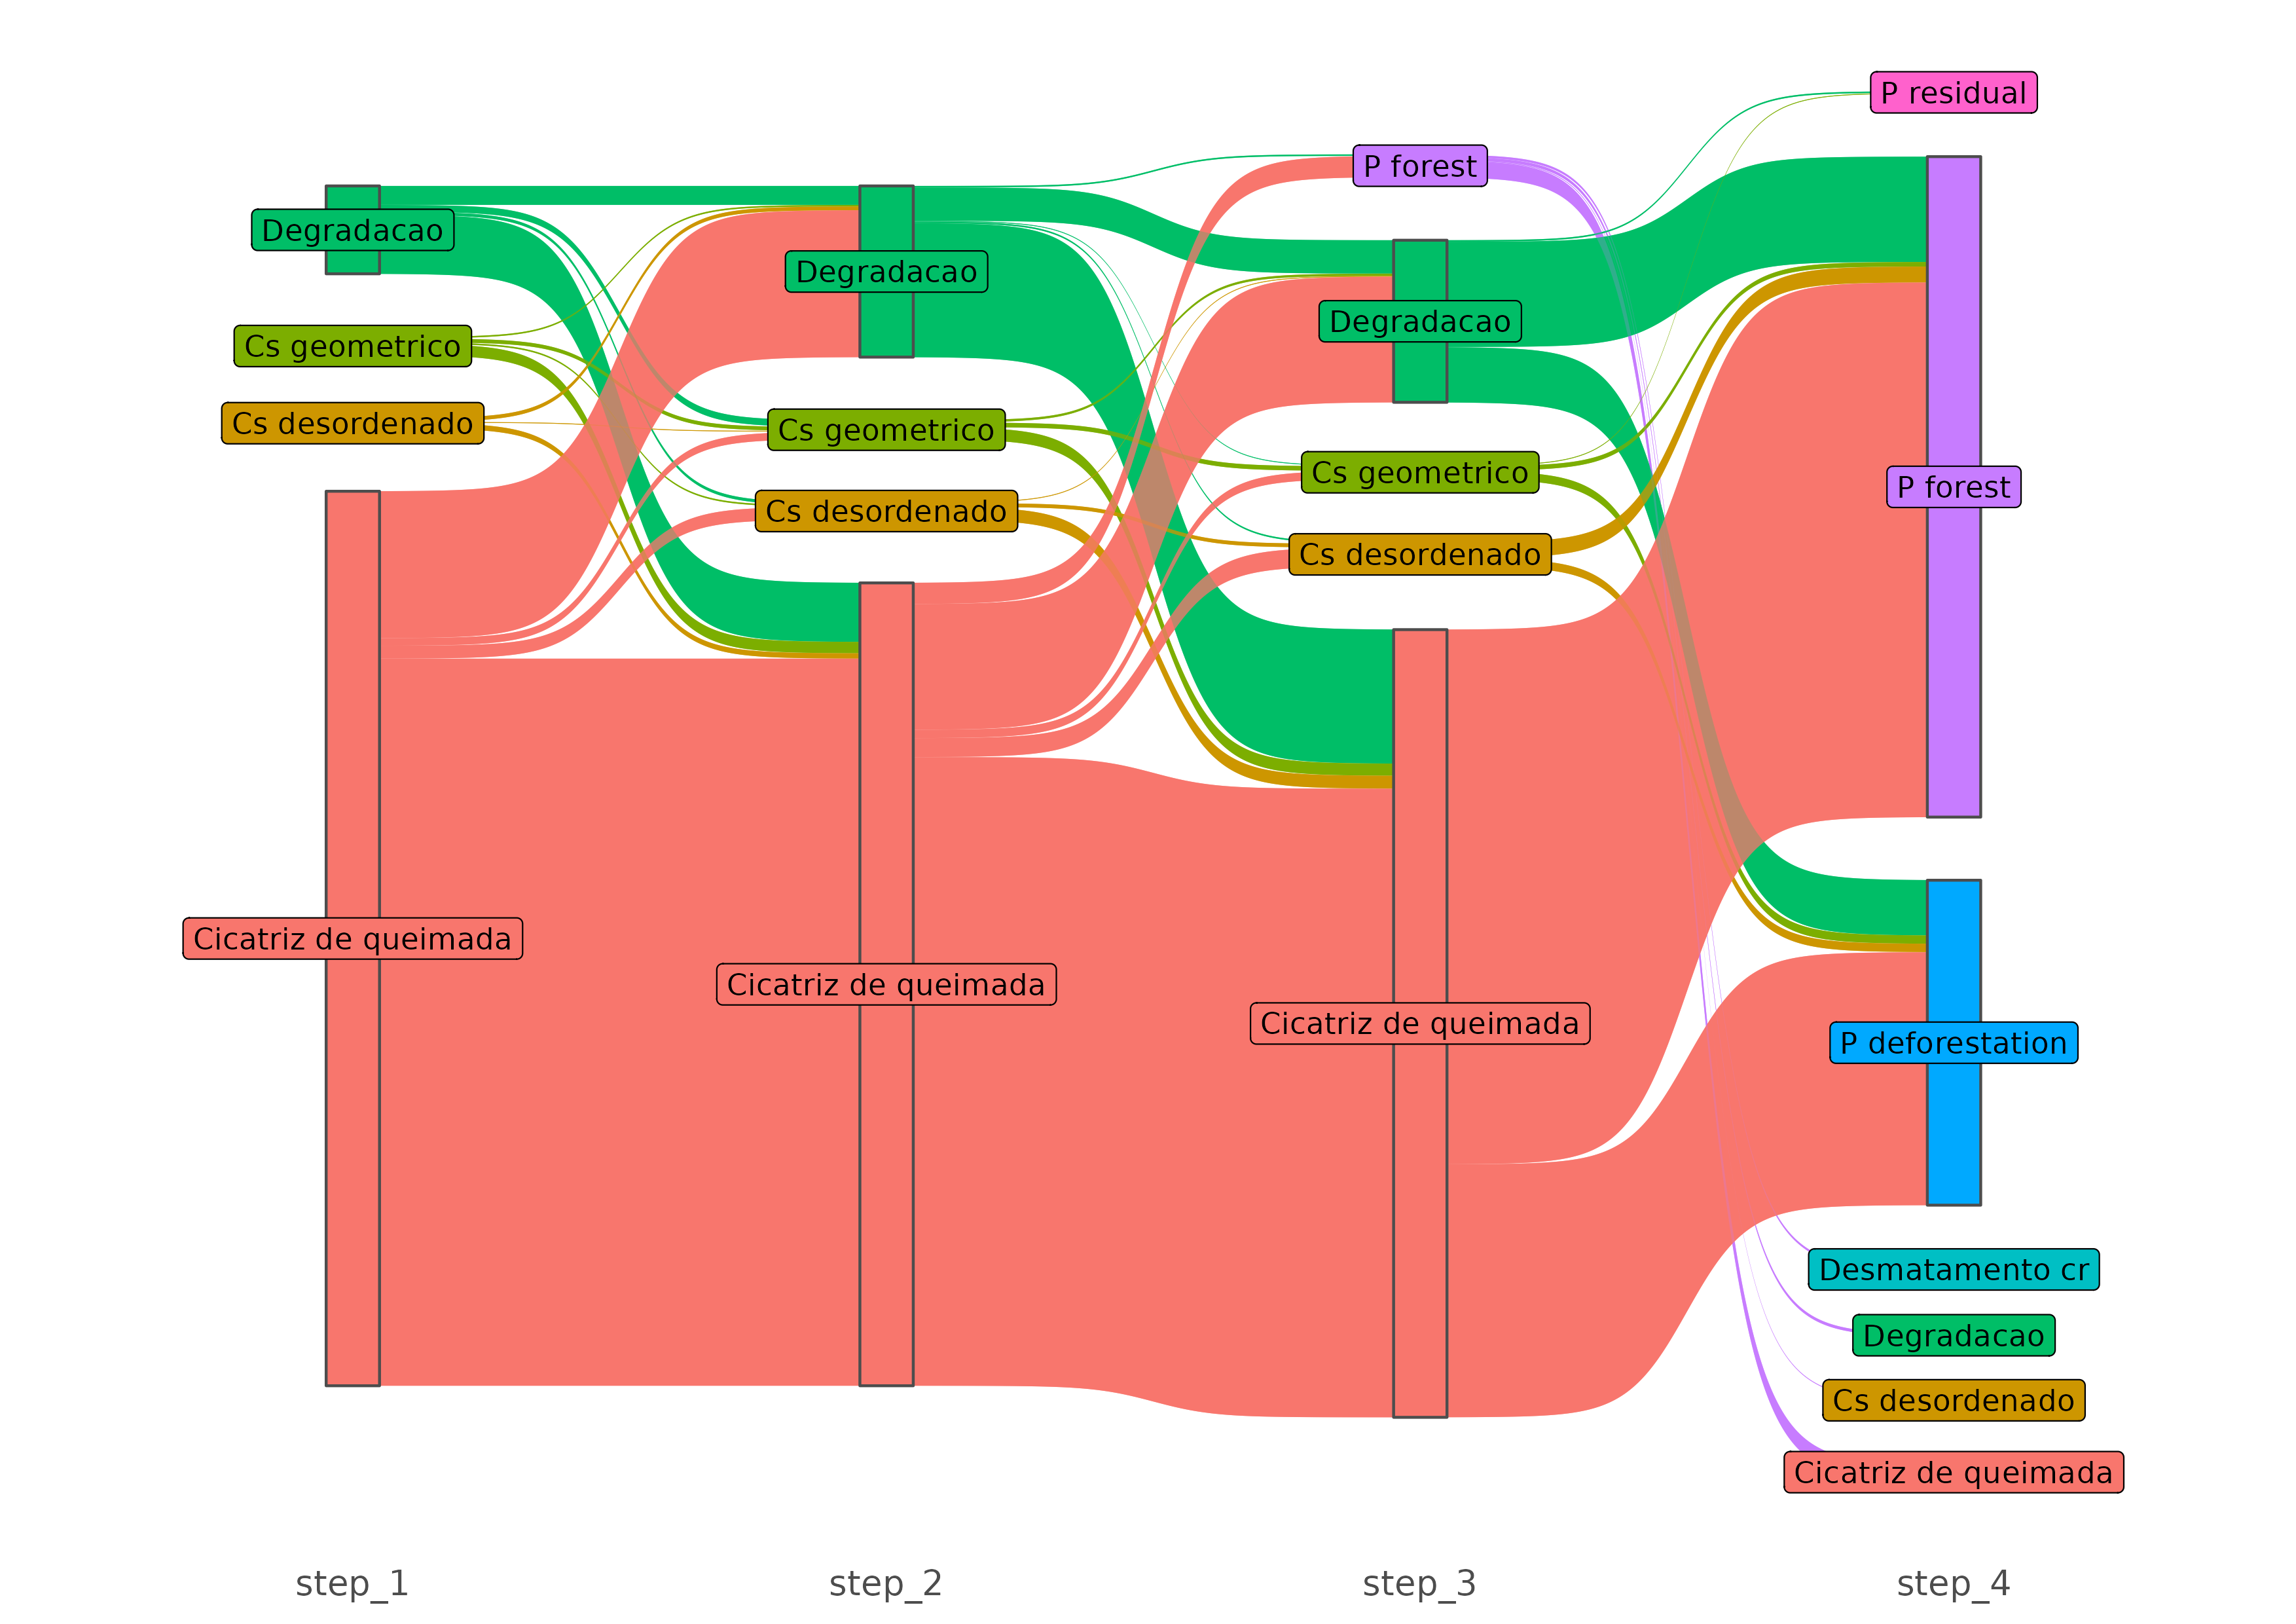 Degradacao
Cs geometrico
Cs desordenado
Cicatriz de queimada
Degradacao
Cs geometrico
Cs desordenado
Cicatriz de queimada
P forest
Degradacao
Cs geometrico
Cs desordenado
Cicatriz de queimada
P residual
P forest
P deforestation
Desmatamento cr
Degradacao
Cs desordenado
Cicatriz de queimada
step_1
step_2
step_3
step_4